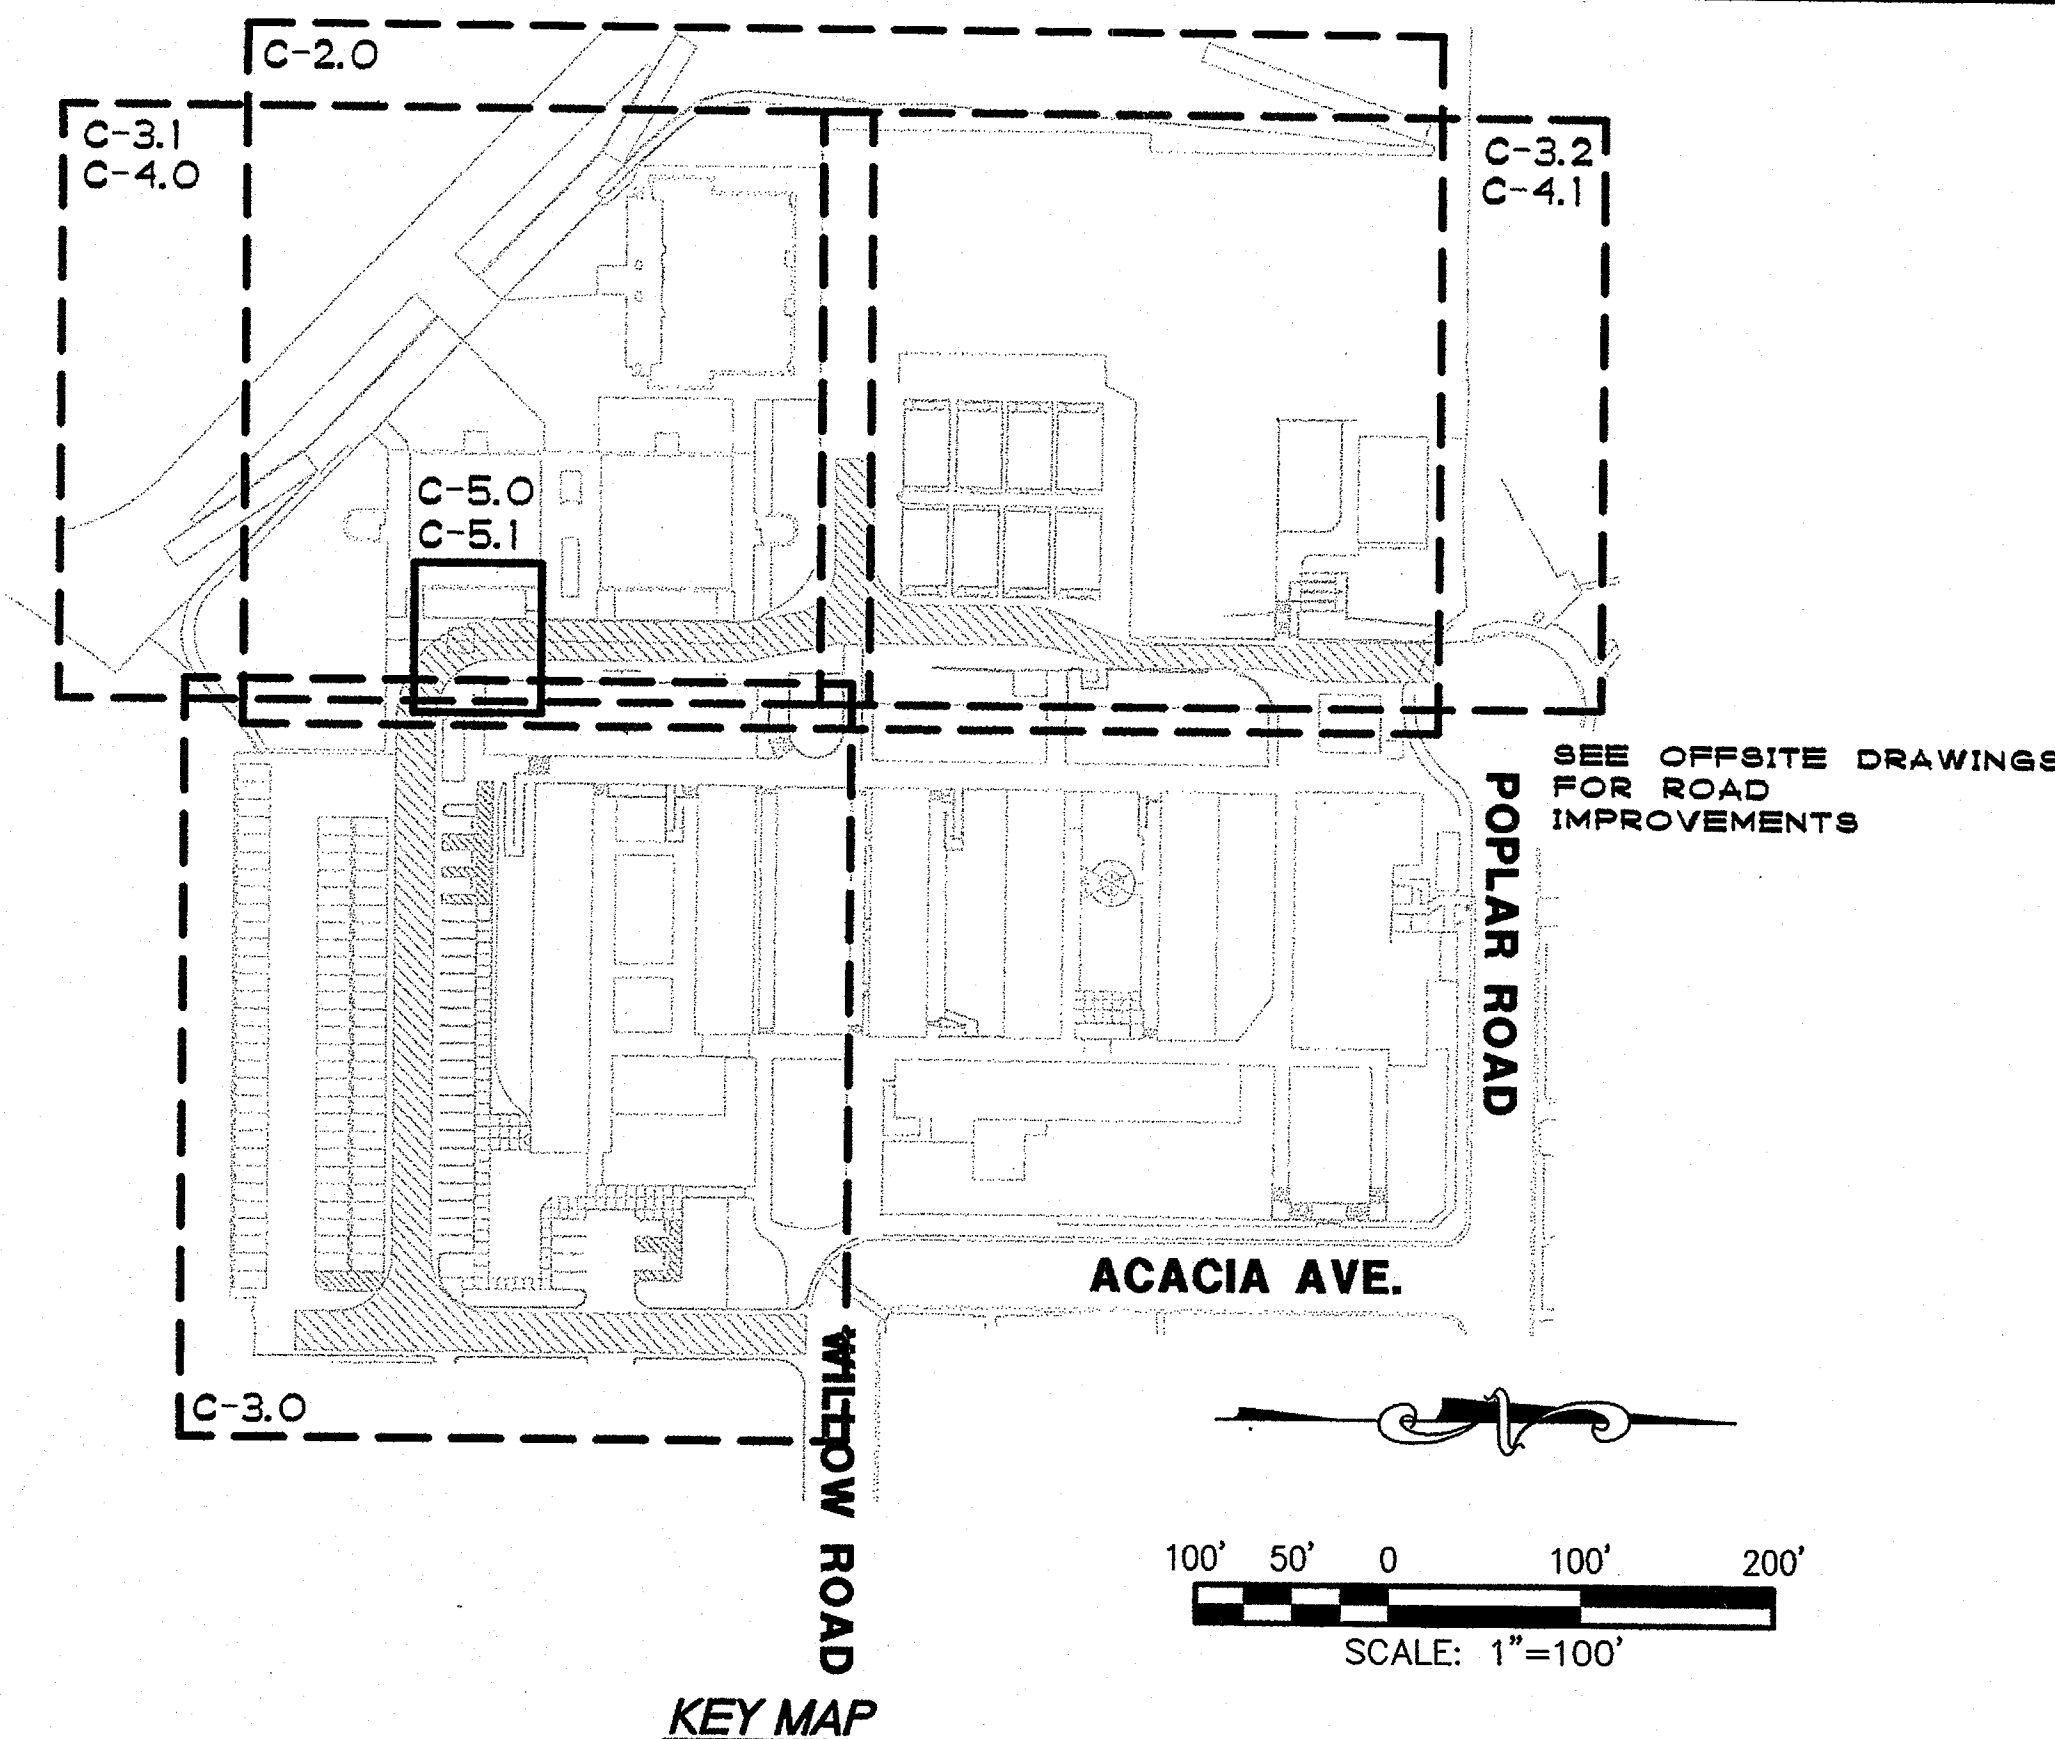 C-2.0
C-3.1
C-4.0
C-3.2
C-4.1
C-5.0
C-5.1
SEE OFFSITE DRAWINGS
FOR ROAD
IMPROVEMENTS
POPLAR ROAD
ACACIA AVE.
C-3.0
WILLOW ROAD
100' 50' 0 100' 200'
SCALE: 1"=100'
KEY MAP